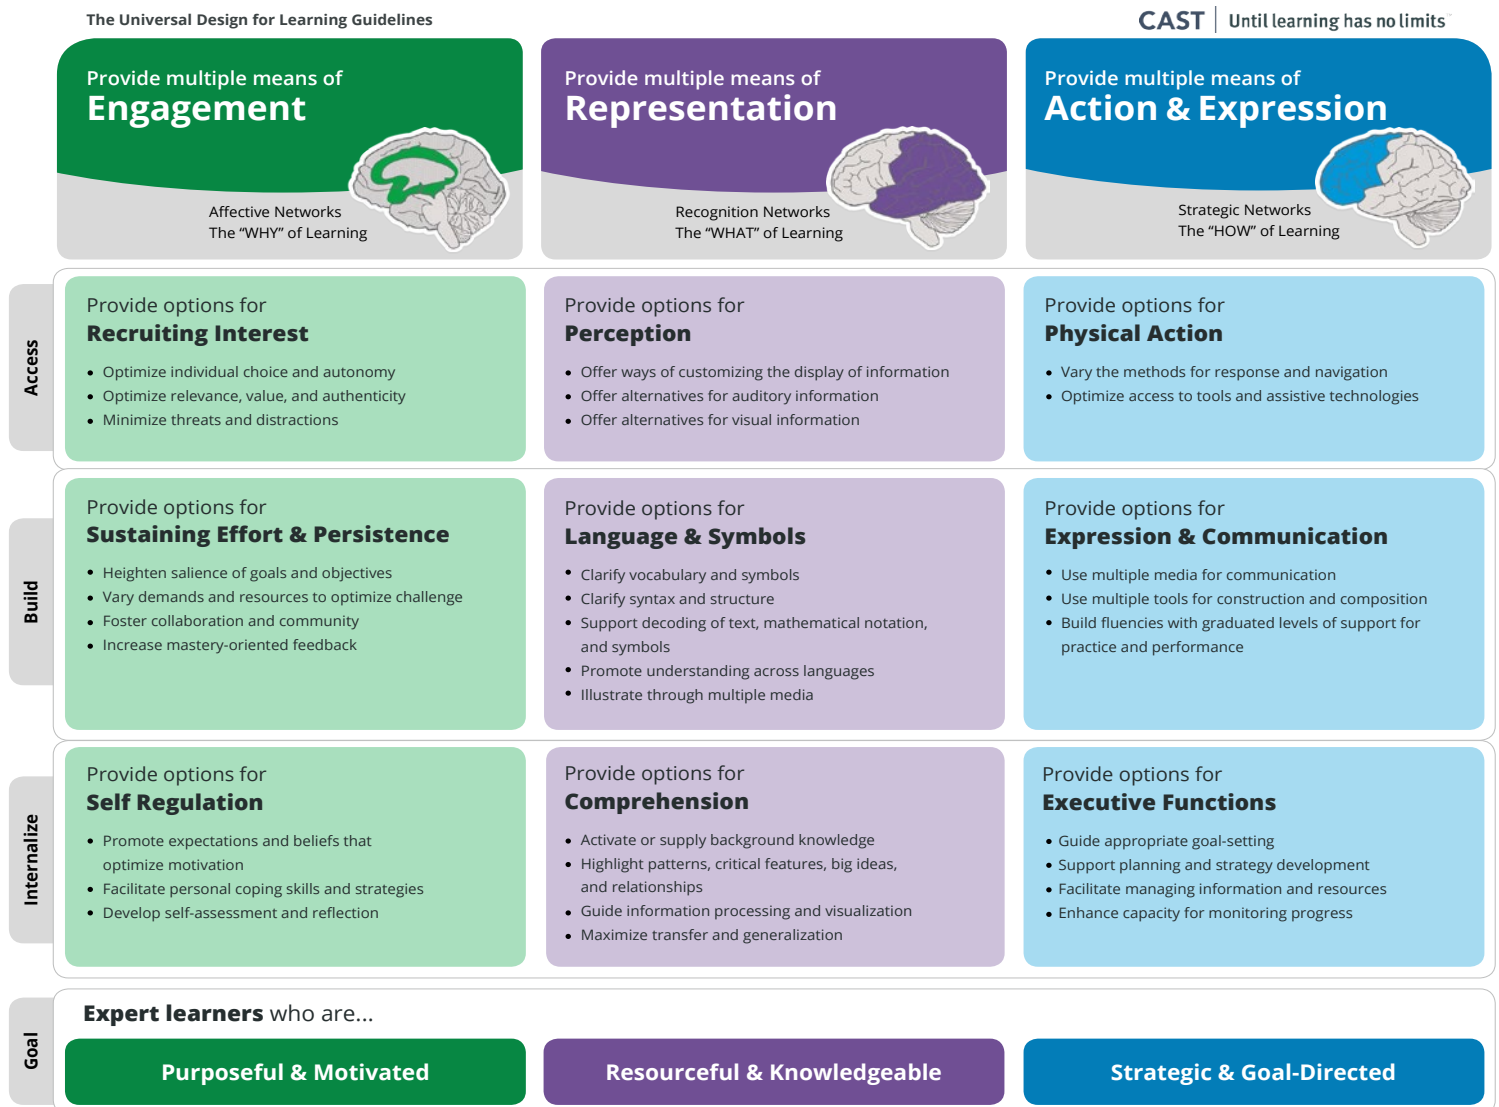 The Universal Design for Learning Guidelines
CAST | Until learning has no limits
Provide multiple means of
Engagement
Affective Networks
The “WHY” of Learning
Provide multiple means of
Representation
Recognition Networks
The “WHAT” of Learning
Provide multiple means of
Action & Expression
Strategic Networks
The “HOW” of Learning
Access
Provide options for
Recruiting Interest
• Optimize individual choice and autonomy
• Optimize relevance, value, and authenticity
• Minimize threats and distractions
Provide options for
Perception
• Offer ways of customizing the display of information
• Offer alternatives for auditory information
• Offer alternatives for visual information
Provide options for
Physical Action
• Vary the methods for response and navigation
• Optimize access to tools and assistive technologies
Build
Provide options for
Sustaining Effort & Persistence
• Heighten salience of goals and objectives
• Vary demands and resources to optimize challenge
• Foster collaboration and community
• Increase mastery-oriented feedback
Provide options for
Language & Symbols
• Clarify vocabulary and symbols
• Clarify syntax and structure
• Support decoding of text, mathematical notation,
and symbols
• Promote understanding across languages
• Illustrate through multiple media
Provide options for
Expression & Communication
• Use multiple media for communication
• Use multiple tools for construction and composition
• Build fluencies with graduated levels of support for
practice and performance
Internalize
Provide options for
Self Regulation
• Promote expectations and beliefs that
optimize motivation
• Facilitate personal coping skills and strategies
• Develop self-assessment and reflection
Provide options for
Comprehension
• Activate or supply background knowledge
• Highlight patterns, critical features, big ideas,
and relationships
• Guide information processing and visualization
• Maximize transfer and generalization
Provide options for
Executive Functions
• Guide appropriate goal-setting
• Support planning and strategy development
• Facilitate managing information and resources
• Enhance capacity for monitoring progress
Goal
Expert learners who are...
Purposeful & Motivated
Resourceful & Knowledgeable
Strategic & Goal-Directed